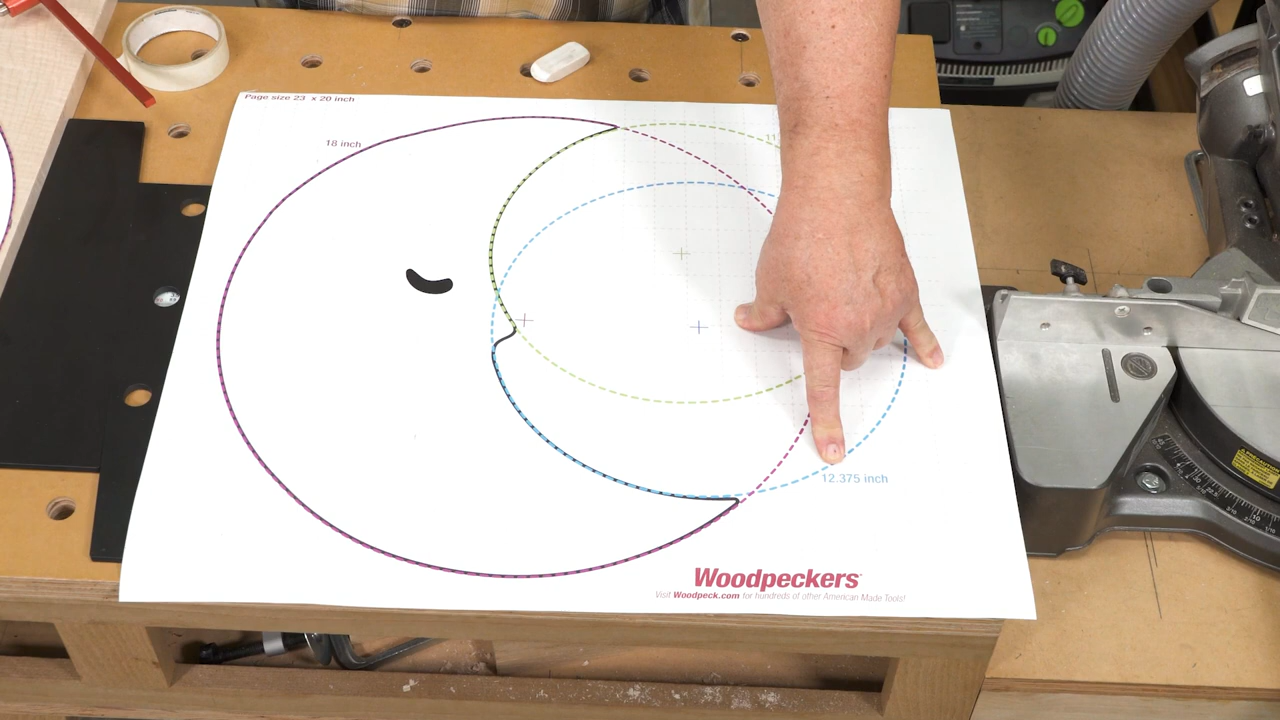 Page size 23 x 20 inch
18 inch
12.375 inch
Woodpeckers
Visit Woodpeck.com for hundreds of other American Made Tools!